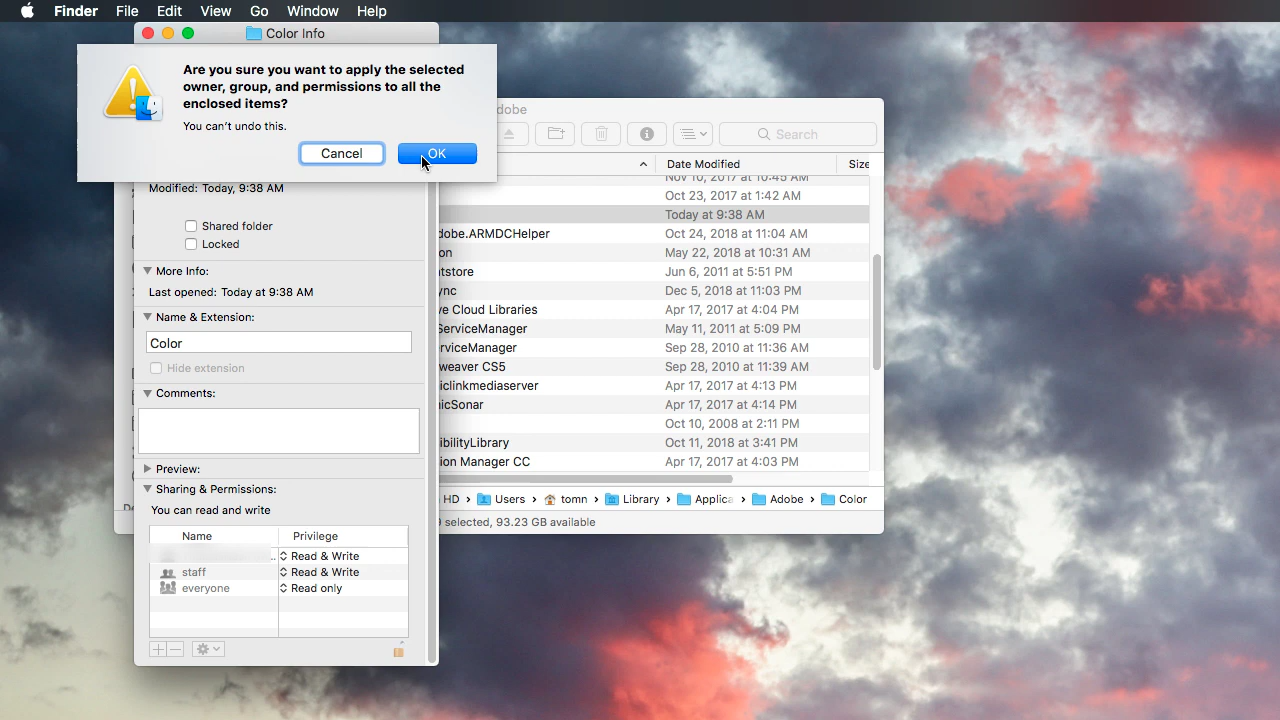 Finder File Edit View Go Window Help
Color Info
Are you sure you want to apply the selected
owner, group, and permissions to all the
enclosed items?
You can't undo this.
Cancel OK
Modified: Today, 9:38 AM
Shared folder
Locked
More Info:
Last opened: Today at 9:38 AM
Name & Extension:
Color
Hide extension
Comments:
Preview:
Sharing & Permissions:
You can read and write
Name Privilege
Read & Write
staff Read & Write
everyone Read only
dobe
Search
Date Modified Size
Nov 10, 2017 at 10:45 AM
Oct 23, 2017 at 1:42 AM
Today at 9:38 AM
dobe.ARMDCHelper Oct 24, 2018 at 11:04 AM
on May 22, 2018 at 10:31 AM
ntstore Jun 6, 2011 at 5:51 PM
ync Dec 5, 2018 at 11:03 PM
ve Cloud Libraries Apr 17, 2017 at 4:04 PM
ServiceManager May 11, 2011 at 5:09 PM
rviceManager Sep 28, 2010 at 11:36 AM
weaver CS5 Sep 28, 2010 at 11:39 AM
iclinkmediaserver Apr 17, 2017 at 4:13 PM
icSonar Apr 17, 2017 at 4:14 PM
Oct 10, 2008 at 2:11 PM
ibilityLibrary Oct 11, 2018 at 3:41 PM
ion Manager CC Apr 17, 2017 at 4:03 PM
HD › Users › tomn › Library › Applica › Adobe › Color
selected, 93.23 GB available